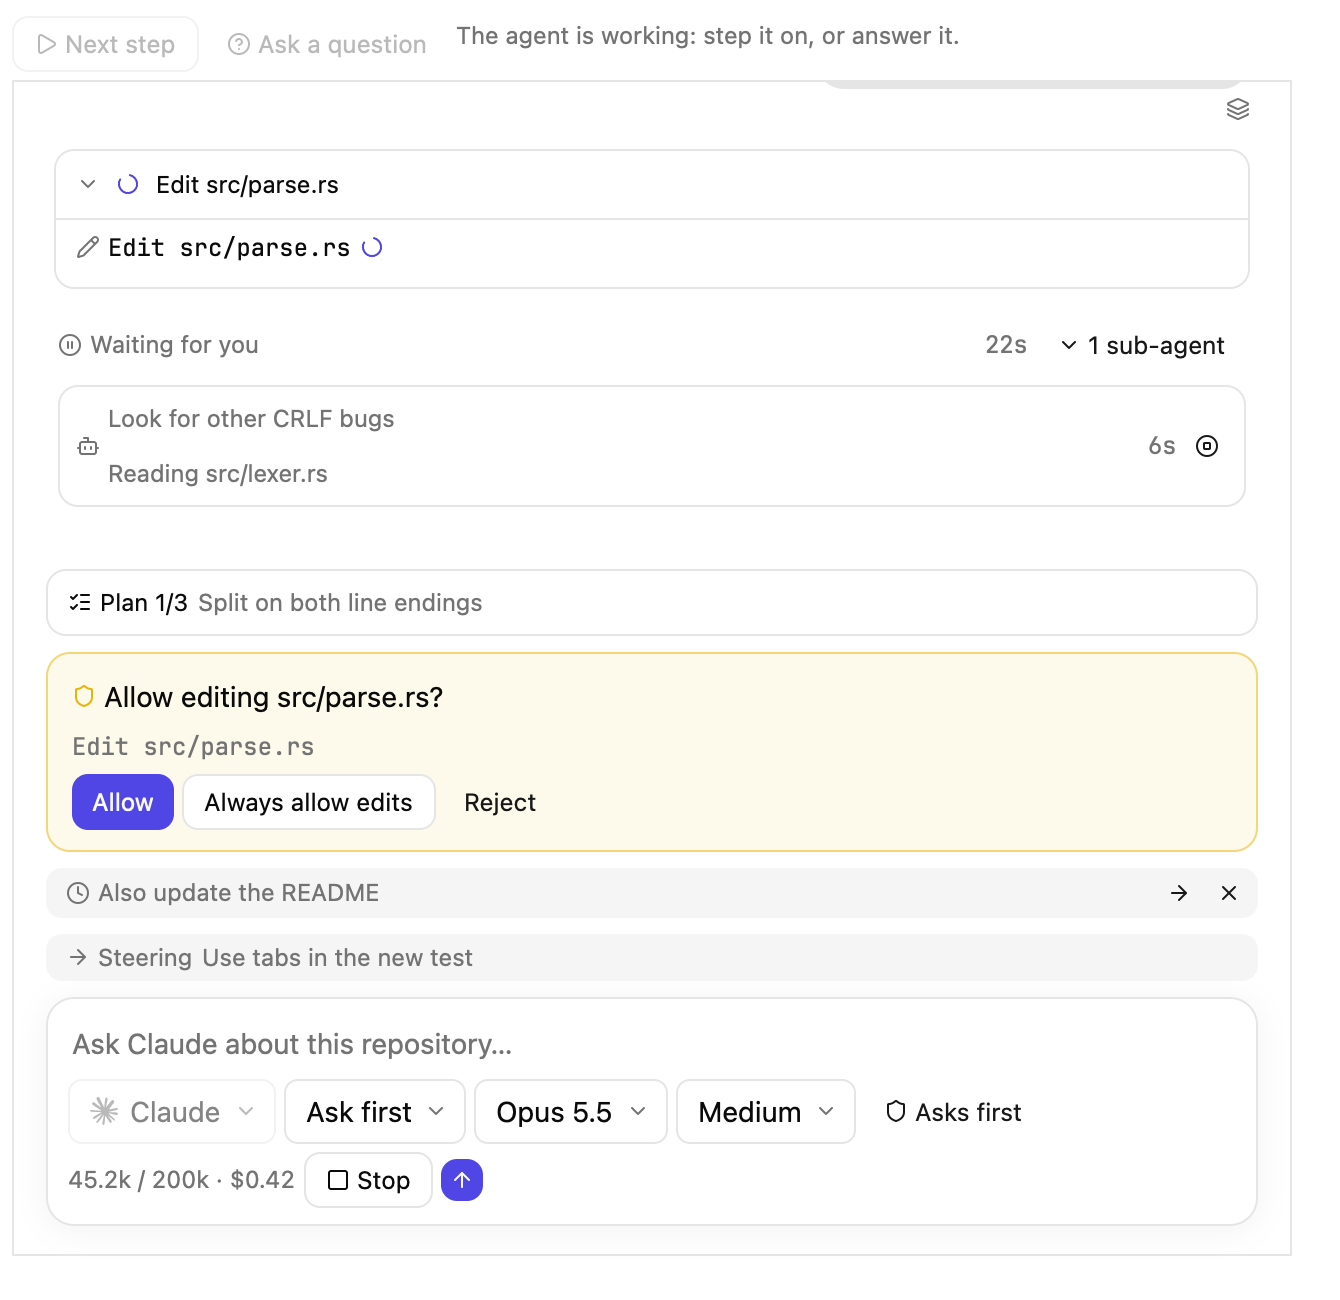 Next step
Ask a question
The agent is working: step it on, or answer it.
Edit src/parse.rs
Edit src/parse.rs
Waiting for you
22s
1 sub-agent
Look for other CRLF bugs
Reading src/lexer.rs
6s
Plan 1/3 Split on both line endings
Allow editing src/parse.rs?
Edit src/parse.rs
Allow
Always allow edits
Reject
Also update the README
Steering Use tabs in the new test
Ask Claude about this repository...
Claude
Ask first
Opus 5.5
Medium
Asks first
45.2k / 200k · $0.42
Stop